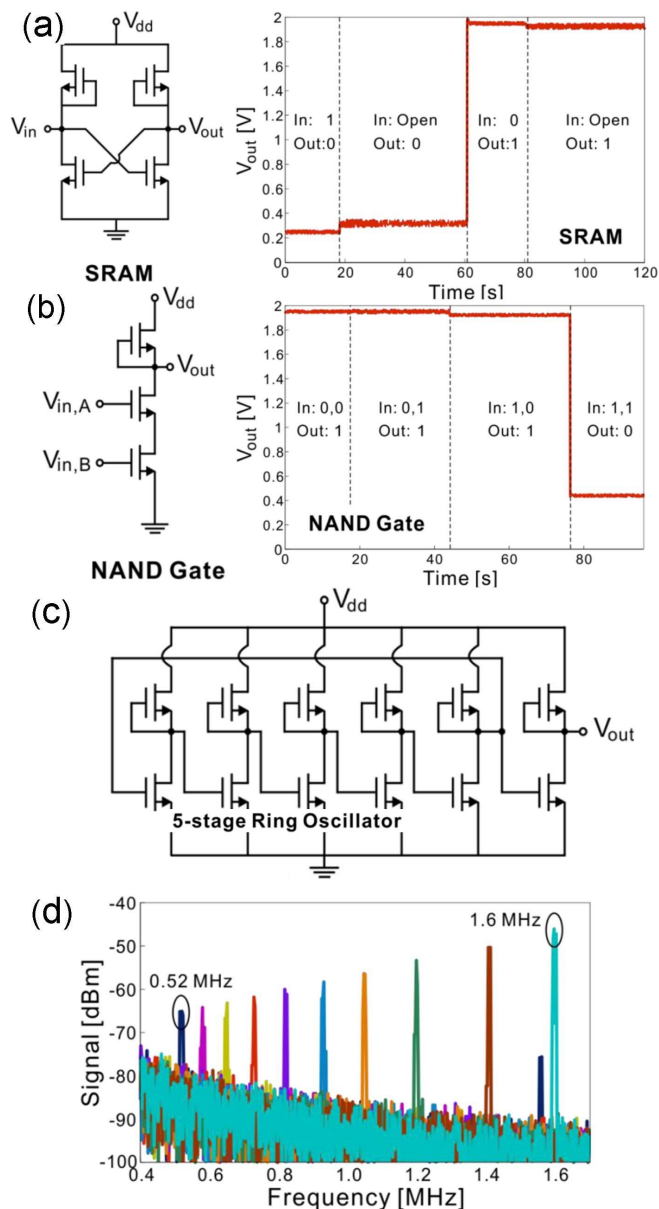 (a)
V_dd
V_in
V_out
SRAM
V_out [V]
2
1.8
1.6
1.4
1.2
1
0.8
0.6
0.4
0.2
0
In: 1
Out:0
In: Open
Out: 0
In: 0
Out:1
In: Open
Out: 1
SRAM
0 20 40 60 80 100 120
Time [s]
(b)
V_dd
V_out
V_in,A
V_in,B
NAND Gate
V_out [V]
2
1.8
1.6
1.4
1.2
1
0.8
0.6
0.4
0.2
0
In: 0,0
Out: 1
In: 0,1
Out: 1
In: 1,0
Out: 1
In: 1,1
Out: 0
NAND Gate
0 20 40 60 80
Time [s]
(c)
V_dd
V_out
5-stage Ring Oscillator
(d)
Signal [dBm]
-40
-50
-60
-70
-80
-90
-100
0.52 MHz
1.6 MHz
0.4 0.6 0.8 1.0 1.2 1.4 1.6
Frequency [MHz]